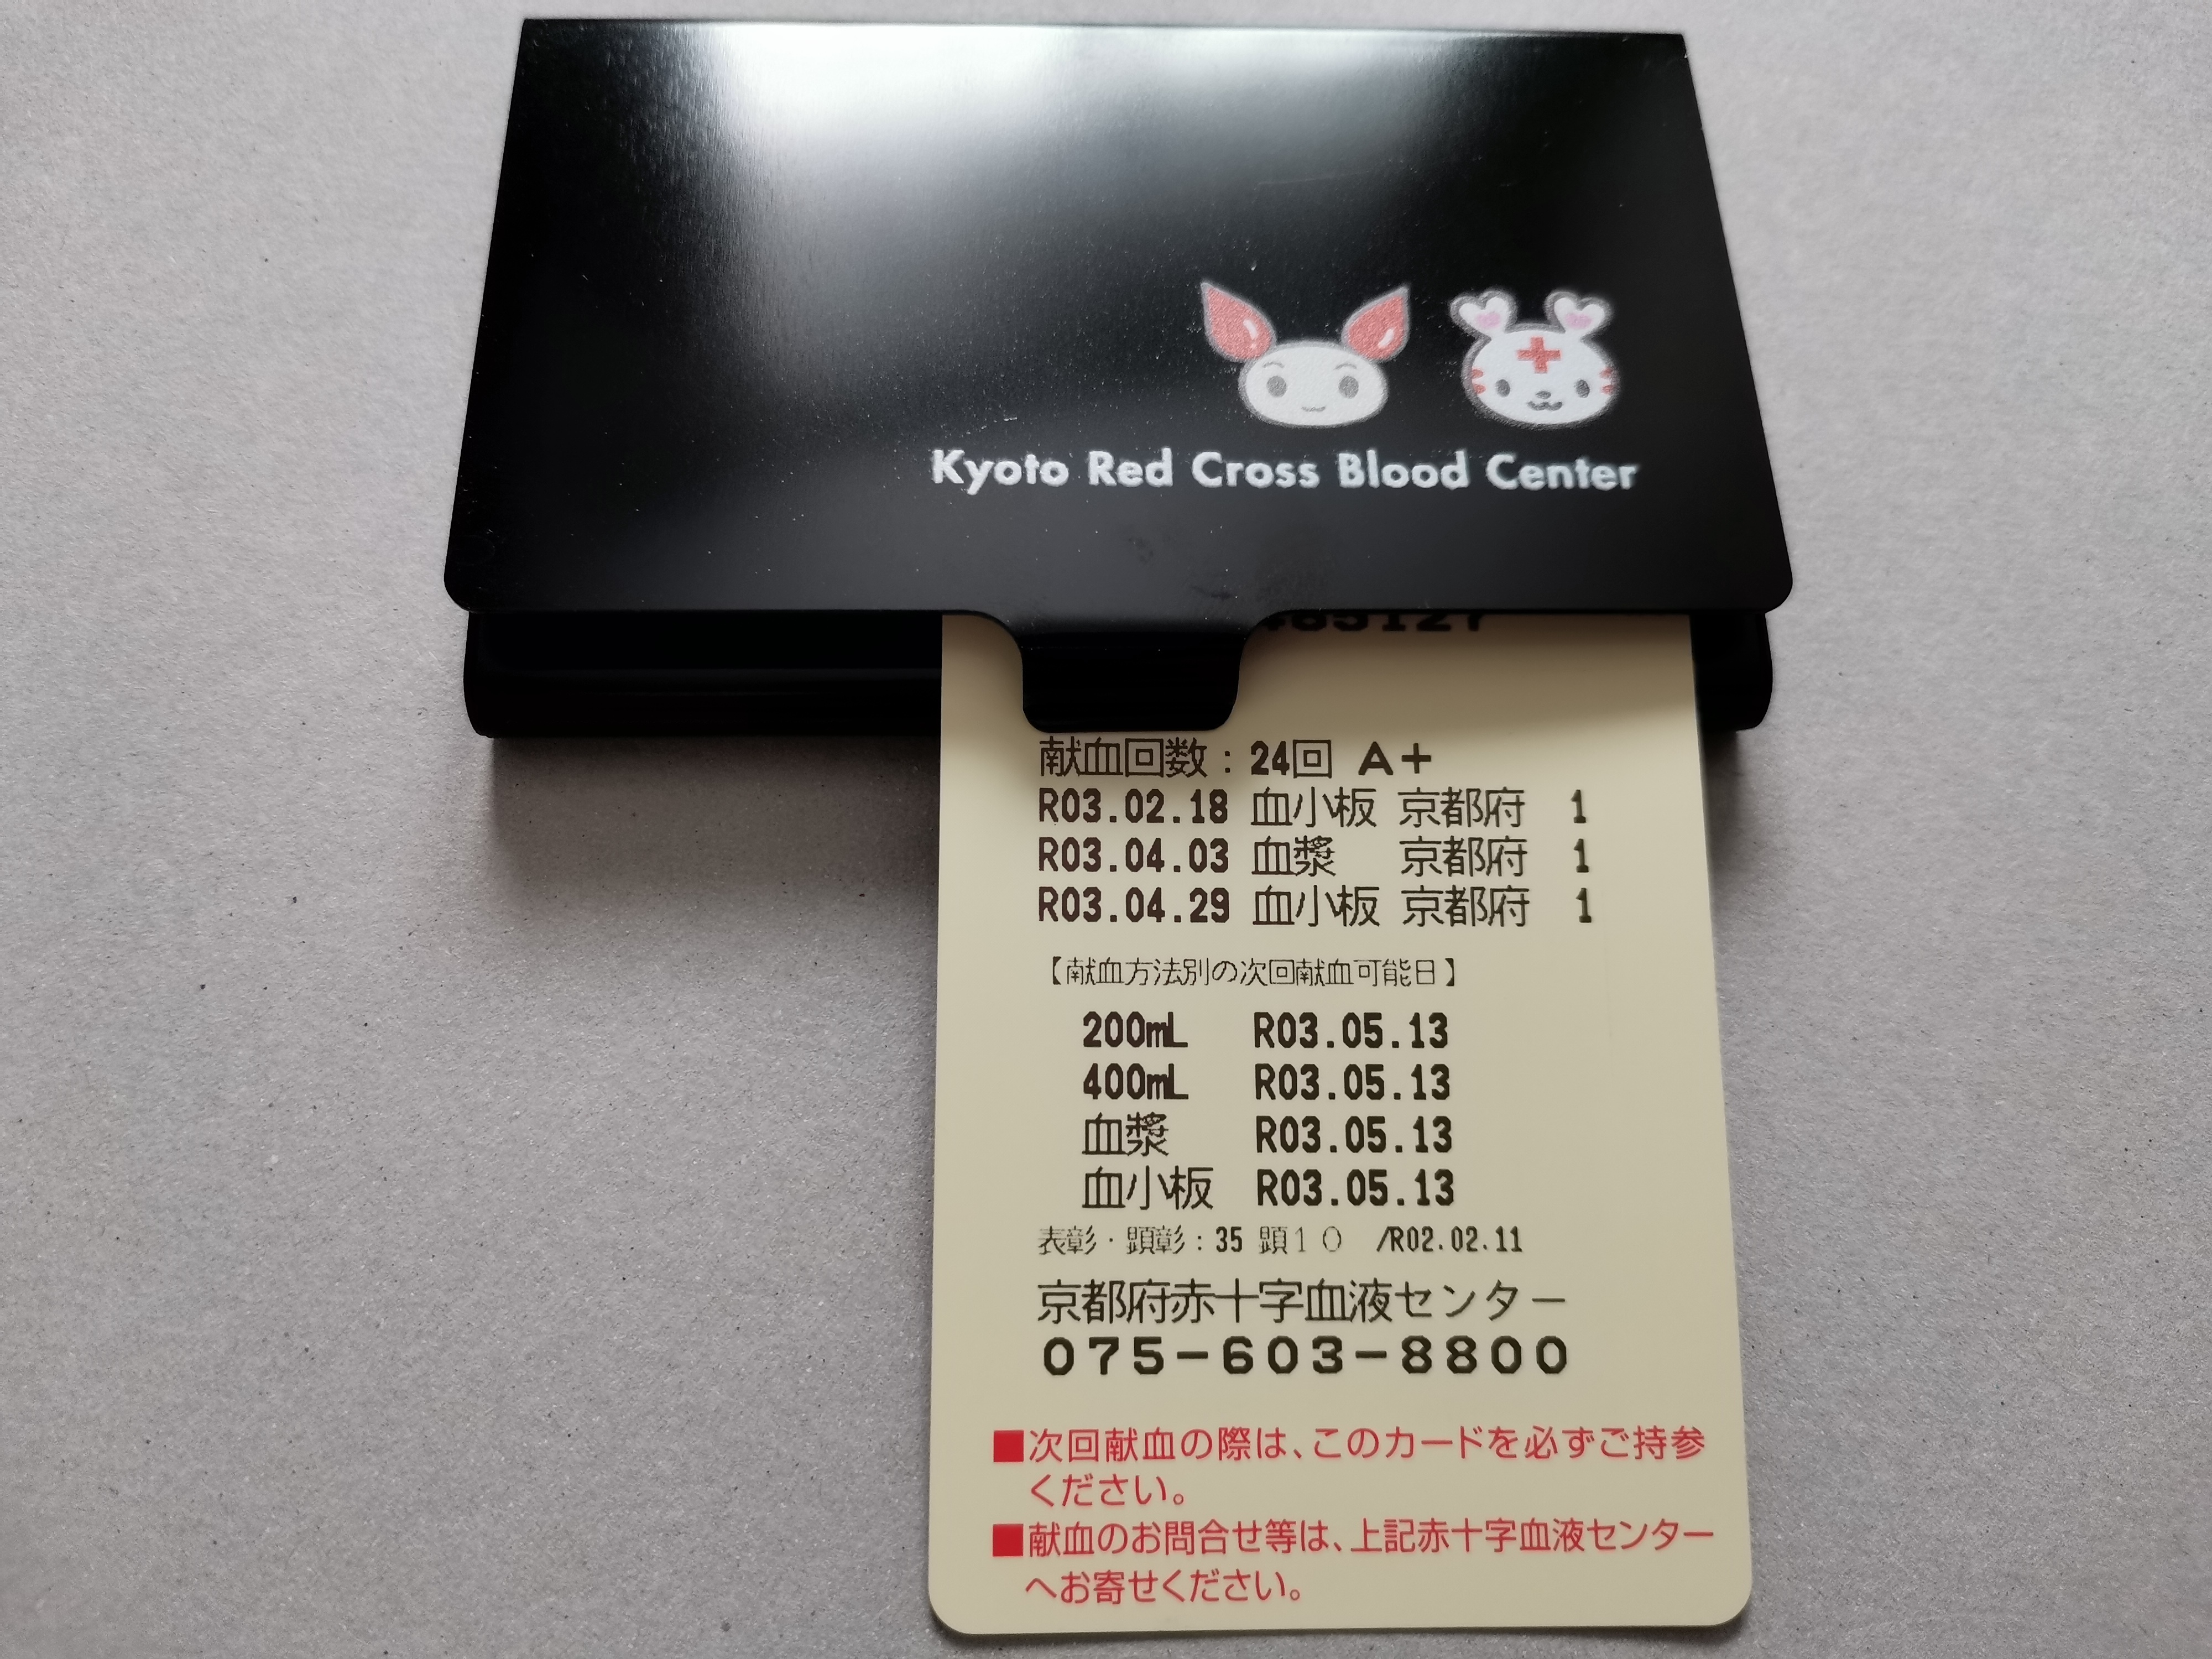 Kyoto Red Cross Blood Center
485127
献血回数：24回 A+
R03.02.18 血小板 京都府 1
R03.04.03 血漿 京都府 1
R03.04.29 血小板 京都府 1
【献血方法別の次回献血可能日】
200mL R03.05.13
400mL R03.05.13
血漿 R03.05.13
血小板 R03.05.13
表彰・顕彰：35 顕10 /R02.02.11
京都府赤十字血液センター
075-603-8800
■次回献血の際は、このカードを必ずご持参
ください。
■献血のお問合せ等は、上記赤十字血液センター
へお寄せください。